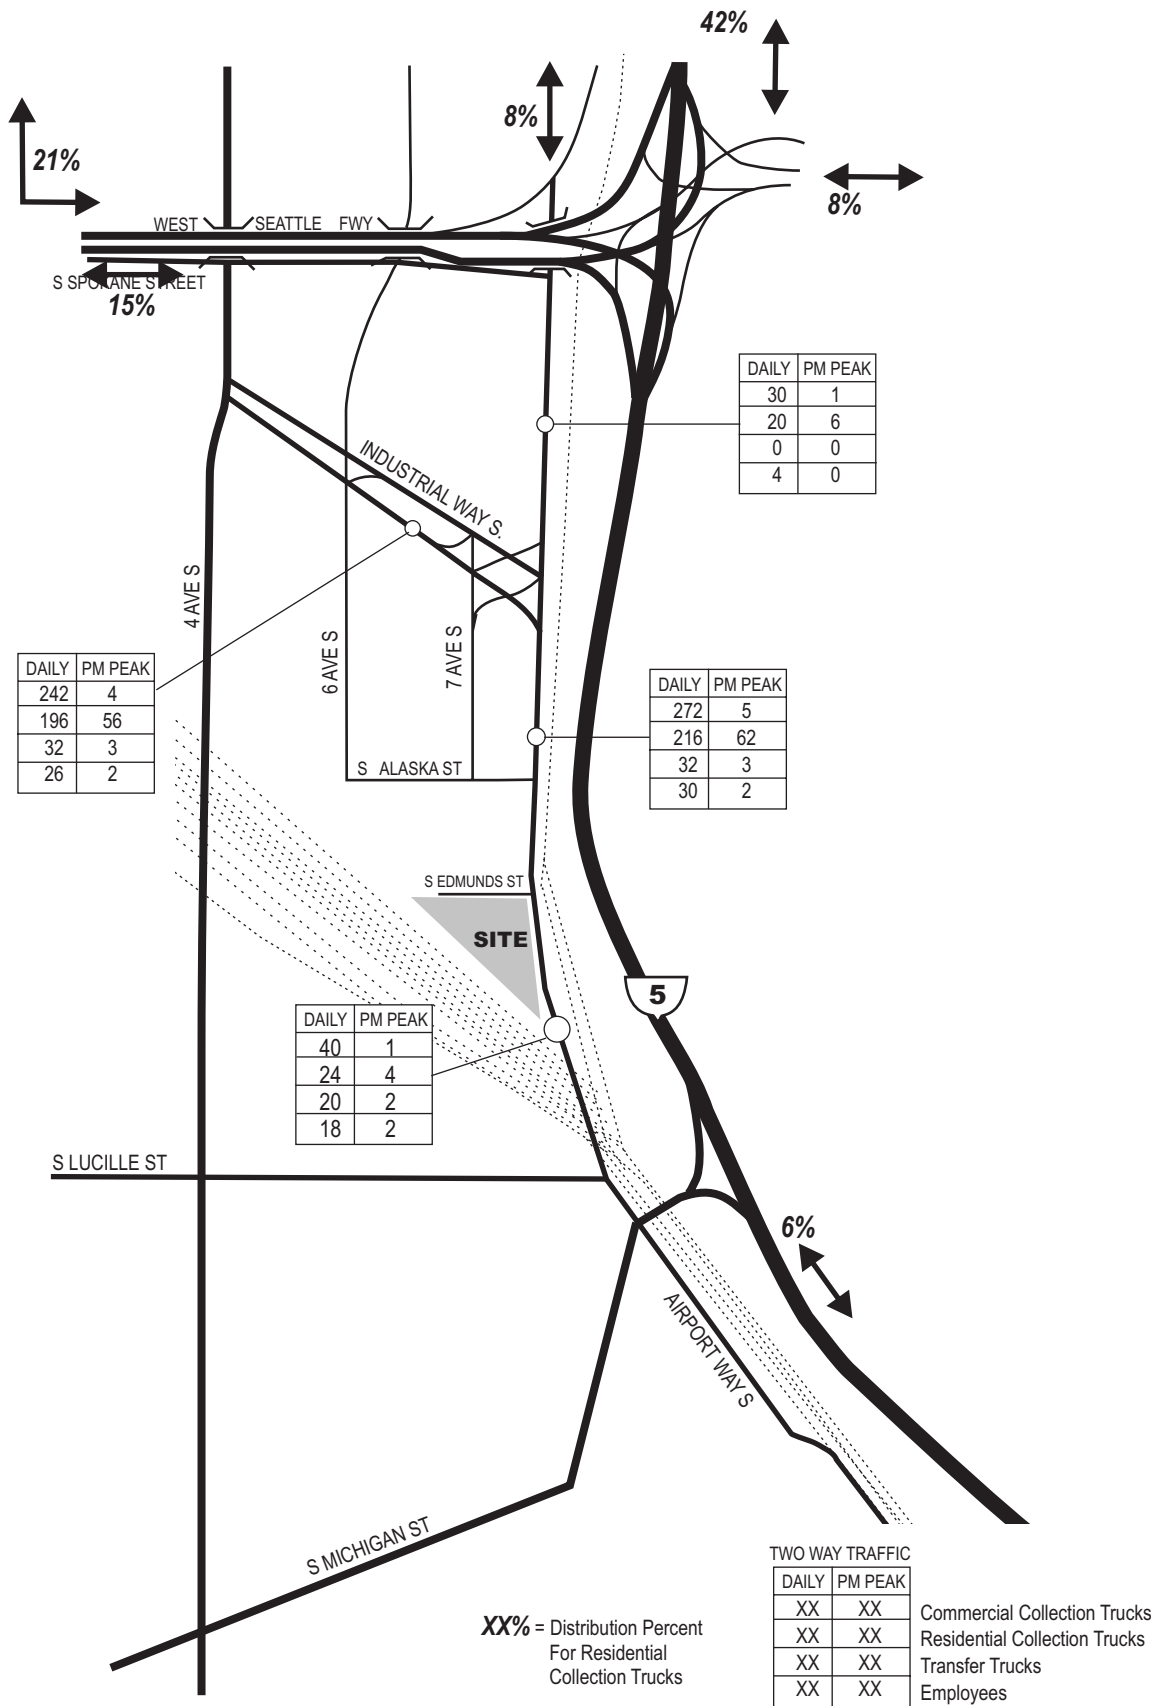 42%
8%
21%
8%
WEST SEATTLE FWY
S SPOKANE STREET
15%
DAILY PM PEAK
30 1
20 6
0 0
4 0
INDUSTRIAL WAY S.
4 AVE S
6 AVE S
7 AVE S
DAILY PM PEAK
242 4
196 56
32 3
26 2
DAILY PM PEAK
272 5
216 62
32 3
30 2
S ALASKA ST
S EDMUNDS ST
SITE
5
DAILY PM PEAK
40 1
24 4
20 2
18 2
S LUCILLE ST
6%
AIRPORT WAY S
S MICHIGAN ST
TWO WAY TRAFFIC
DAILY PM PEAK
XX XX Commercial Collection Trucks
XX XX Residential Collection Trucks
XX XX Transfer Trucks
XX XX Employees
XX% = Distribution Percent
For Residential
Collection Trucks